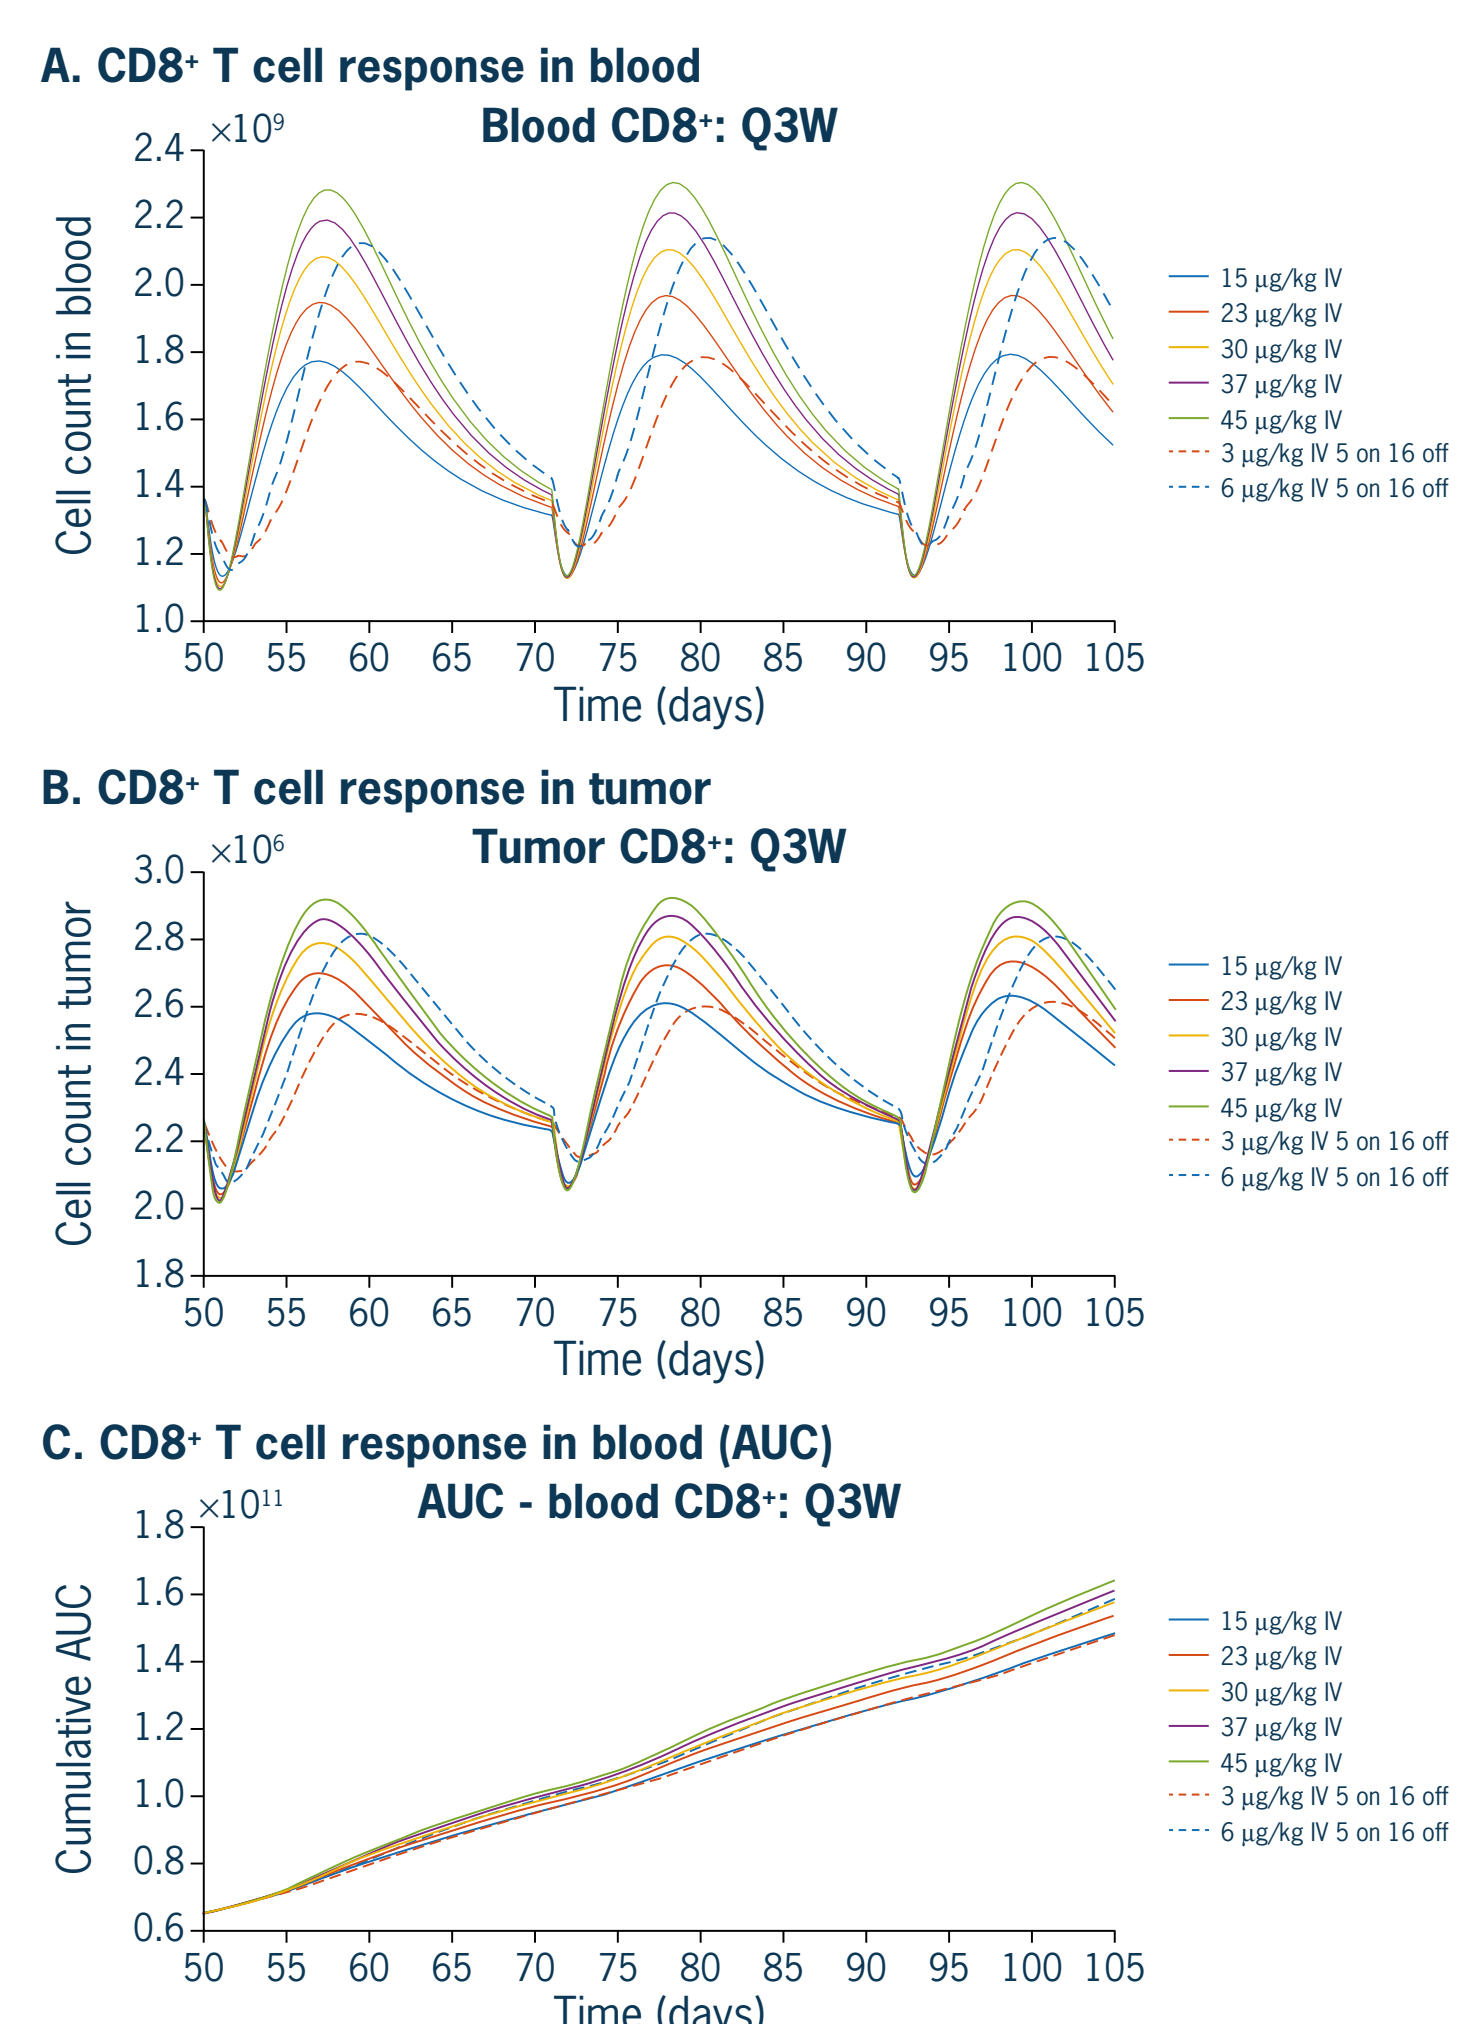 A. CD8+ T cell response in blood
Blood CD8+: Q3W
×10⁹
2.4
2.2
2.0
1.8
1.6
1.4
1.2
1.0
Cell count in blood
50 55 60 65 70 75 80 85 90 95 100 105
Time (days)
15 µg/kg IV
23 µg/kg IV
30 µg/kg IV
37 µg/kg IV
45 µg/kg IV
3 µg/kg IV 5 on 16 off
6 µg/kg IV 5 on 16 off
B. CD8+ T cell response in tumor
Tumor CD8+: Q3W
×10⁶
3.0
2.8
2.6
2.4
2.2
2.0
1.8
Cell count in tumor
50 55 60 65 70 75 80 85 90 95 100 105
Time (days)
15 µg/kg IV
23 µg/kg IV
30 µg/kg IV
37 µg/kg IV
45 µg/kg IV
3 µg/kg IV 5 on 16 off
6 µg/kg IV 5 on 16 off
C. CD8+ T cell response in blood (AUC)
AUC - blood CD8+: Q3W
×10¹¹
1.8
1.6
1.4
1.2
1.0
0.8
0.6
Cumulative AUC
50 55 60 65 70 75 80 85 90 95 100 105
Time (days)
15 µg/kg IV
23 µg/kg IV
30 µg/kg IV
37 µg/kg IV
45 µg/kg IV
3 µg/kg IV 5 on 16 off
6 µg/kg IV 5 on 16 off